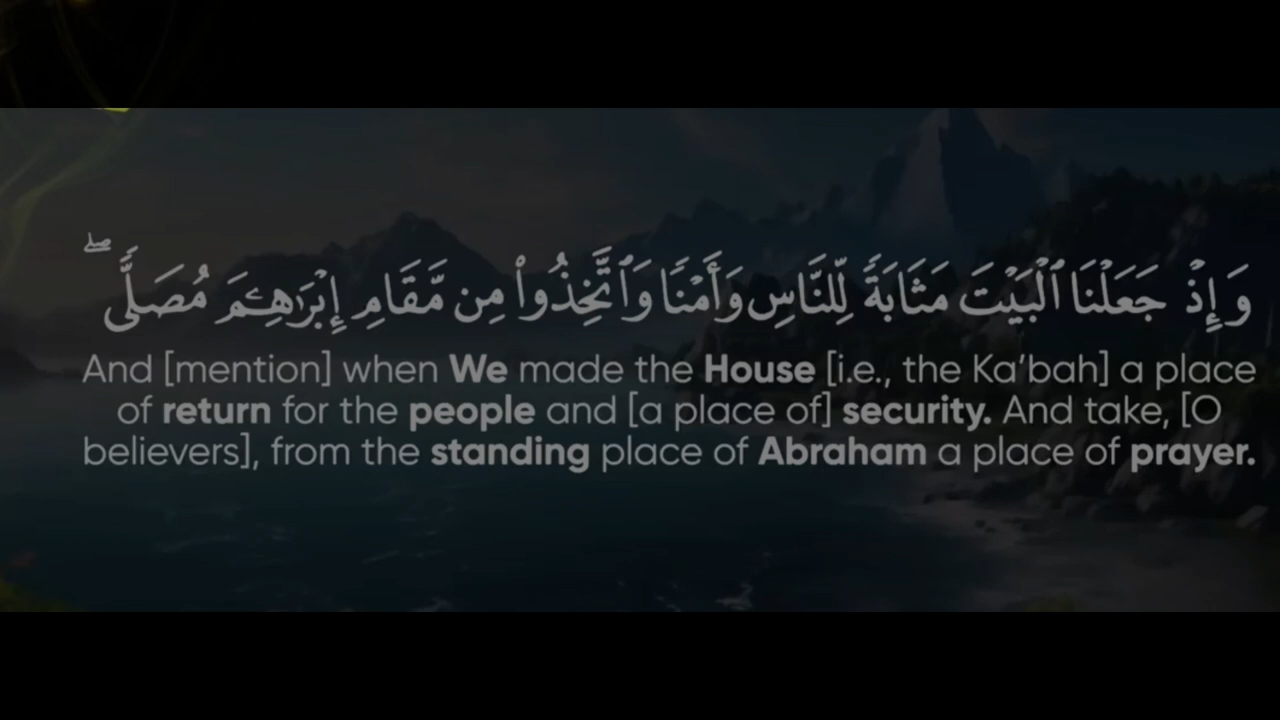 وَإِذْ جَعَلْنَا ٱلْبَيْتَ مَثَابَةً لِّلنَّاسِ وَأَمْنًا وَٱتَّخِذُوا۟ مِن مَّقَامِ إِبْرَٰهِـۧمَ مُصَلًّى ۖ
And [mention] when We made the House [i.e., the Ka’bah] a place
of return for the people and [a place of] security. And take, [O
believers], from the standing place of Abraham a place of prayer.